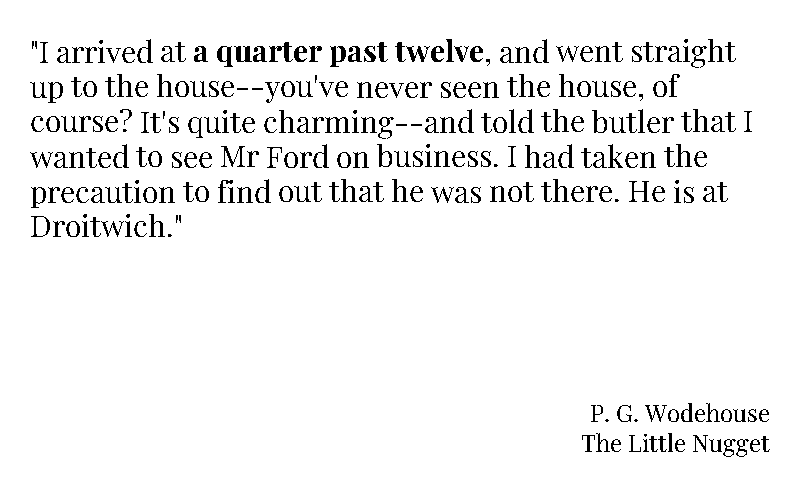 "I arrived at a quarter past twelve, and went straight
up to the house--you've never seen the house, of
course? It's quite charming--and told the butler that I
wanted to see Mr Ford on business. I had taken the
precaution to find out that he was not there. He is at
Droitwich."
P. G. Wodehouse
The Little Nugget